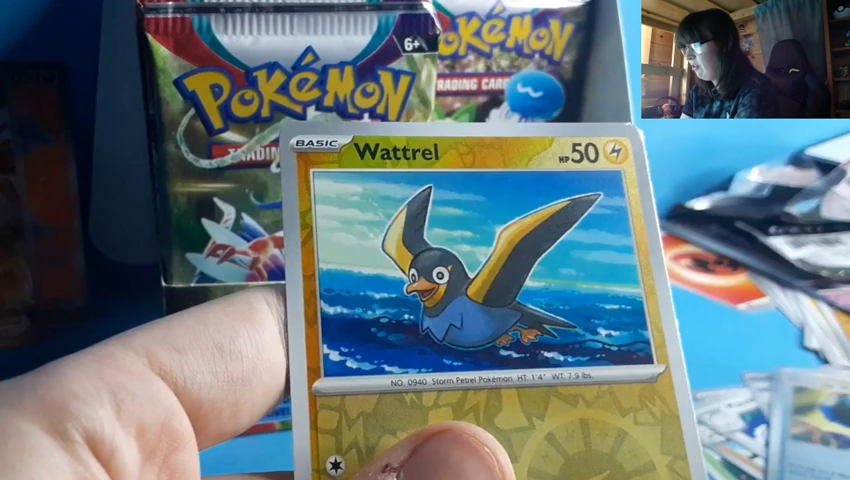 POKéMON
6+
TRADIN
POKéMON
TRADING CARD
BASIC Wattrel HP 50
NO. 0940 Storm Petrel Pokémon HT: 1'4" WT: 7.9 lbs.